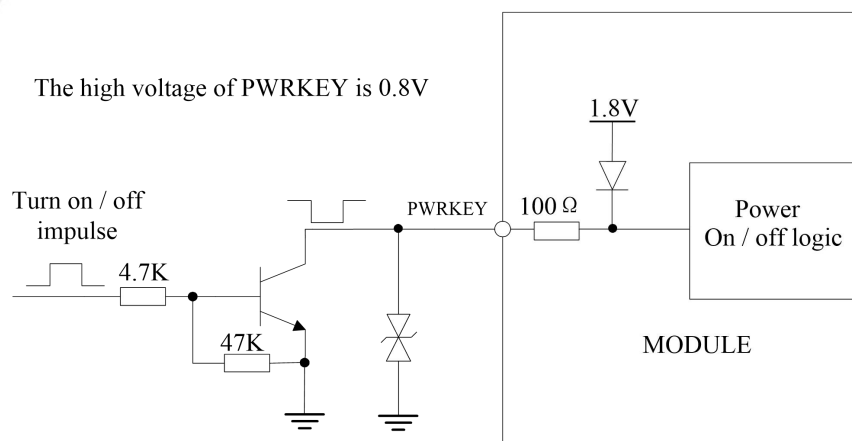 The high voltage of PWRKEY is 0.8V
1.8V
Turn on / off
impulse
PWRKEY
100 Ω
Power
On / off logic
4.7K
47K
MODULE